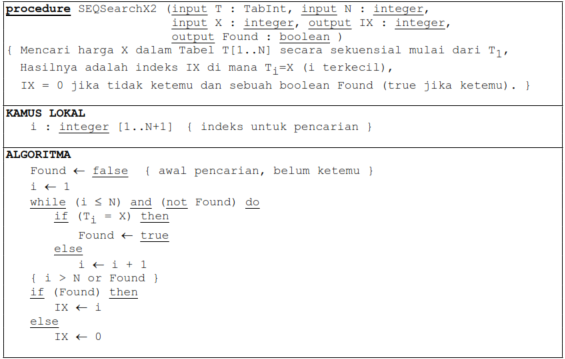 procedure SEQSearchX2 (input T : TabInt, input N : integer,
input X : integer, output IX : integer,
output Found : boolean )
{ Mencari harga X dalam Tabel T[1..N] secara sekuensial mulai dari T1,
Hasilnya adalah indeks IX di mana Ti=X (i terkecil),
IX = 0 jika tidak ketemu dan sebuah boolean Found (true jika ketemu). }
KAMUS LOKAL
i : integer [1..N+1] { indeks untuk pencarian }
ALGORITMA
Found ← false { awal pencarian, belum ketemu }
i ← 1
while (i ≤ N) and (not Found) do
if (Ti = X) then
Found ← true
else
i ← i + 1
{ i > N or Found }
if (Found) then
IX ← i
else
IX ← 0